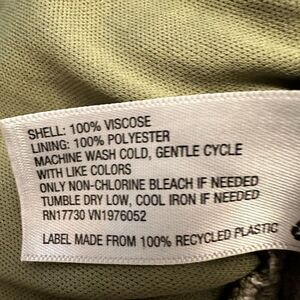 SHELL: 100% VISCOSE
LINING: 100% POLYESTER
MACHINE WASH COLD, GENTLE CYCLE
WITH LIKE COLORS
ONLY NON-CHLORINE BLEACH IF NEEDED
TUMBLE DRY LOW, COOL IRON IF NEEDED
RN17730 VN1976052
LABEL MADE FROM 100% RECYCLED PLASTIC